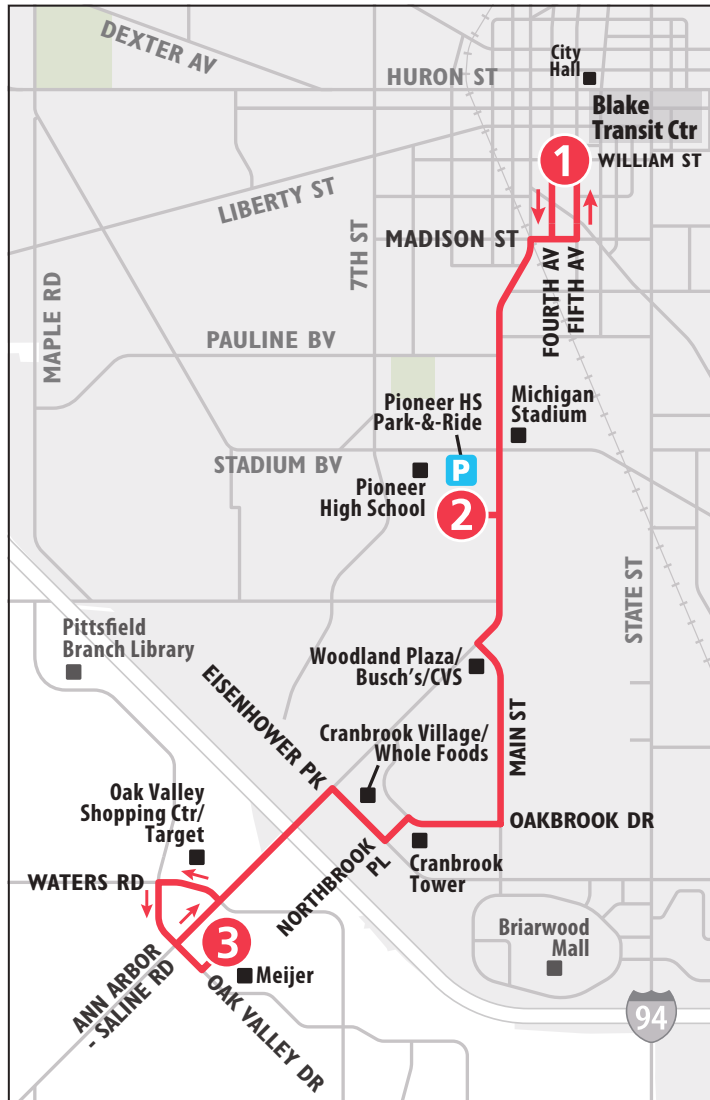 DEXTER AV
HURON ST
City
Hall
Blake
Transit Ctr
1
WILLIAM ST
LIBERTY ST
7TH ST
MADISON ST
FOURTH AV
FIFTH AV
MAPLE RD
PAULINE BV
Pioneer HS
Park-&-Ride
Michigan
Stadium
STADIUM BV
P
Pioneer
High School
2
STATE ST
Pittsfield
Branch Library
Woodland Plaza/
Busch's/CVS
EISENHOWER PK
MAIN ST
Cranbrook Village/
Whole Foods
Oak Valley
Shopping Ctr/
Target
OAKBROOK DR
NORTHBROOK
PL
Cranbrook
Tower
WATERS RD
Briarwood
Mall
3
Meijer
ANN ARBOR
- SALINE RD
OAK VALLEY DR
94